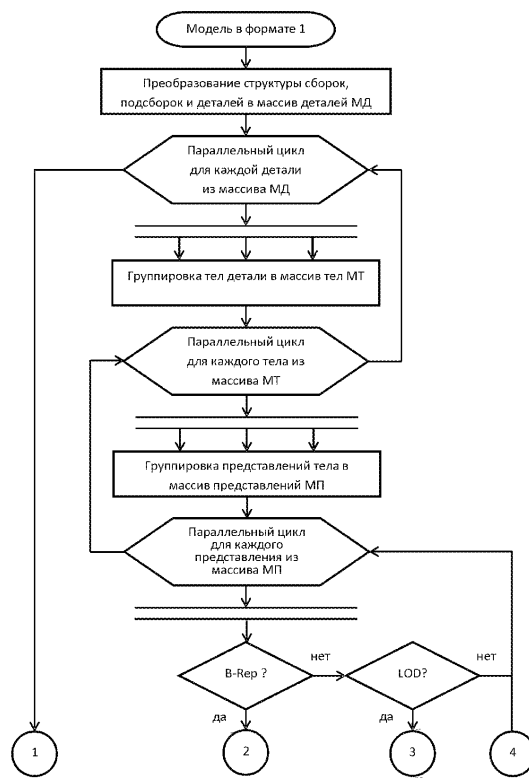 Модель в формате 1
Преобразование структуры сборок,
подсборок и деталей в массив деталей МД
Параллельный цикл
для каждой детали
из массива МД
Группировка тел детали в массив тел МТ
Параллельный цикл
для каждого тела из
массива МТ
Группировка представлений тела в
массив представлений МП
Параллельный цикл
для каждого
представления из
массива МП
B-Rep ?
нет
LOD?
нет
да
да
1
2
3
4